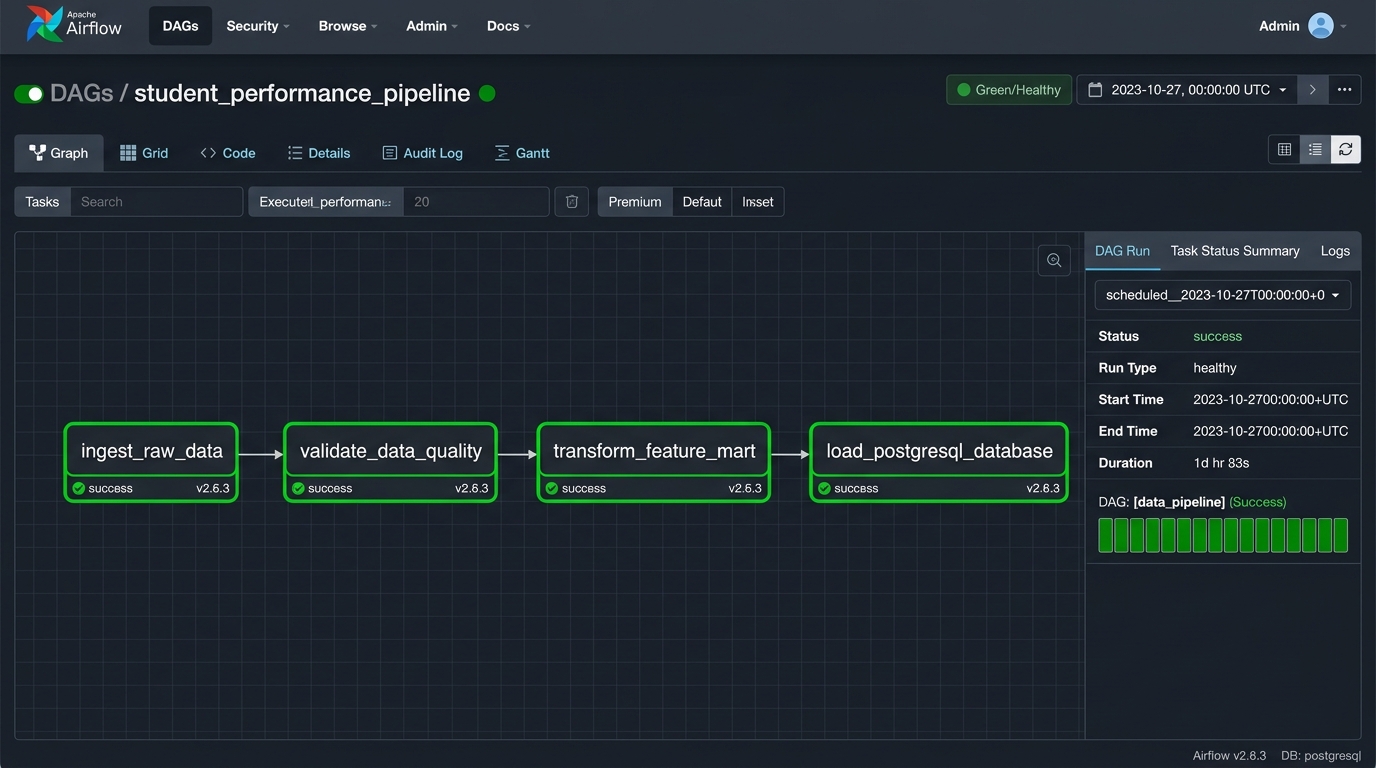 Apache
Airflow
DAGs Security Browse Admin Docs Admin
DAGs / student_performance_pipeline
Green/Healthy 2023-10-27, 00:00:00 UTC
Graph Grid Code Details Audit Log Gantt
Tasks Search 20 Premium Defaut
DAG Run Task Status Summary Logs
scheduled__2023-10-27T00:00:00+0
Status success
Run Type healthy
Start Time 2023-10-2700:00:00+UTC
End Time 2023-10-2700:00:00+UTC
Duration 1d hr 83s
DAG: [data_pipeline] (Success)
ingest_raw_data validate_data_quality transform_feature_mart load_postgresql_database
success v2.6.3 success v2.6.3 success v2.6.3 success v2.6.3
Airflow v2.6.3 DB: postgresql